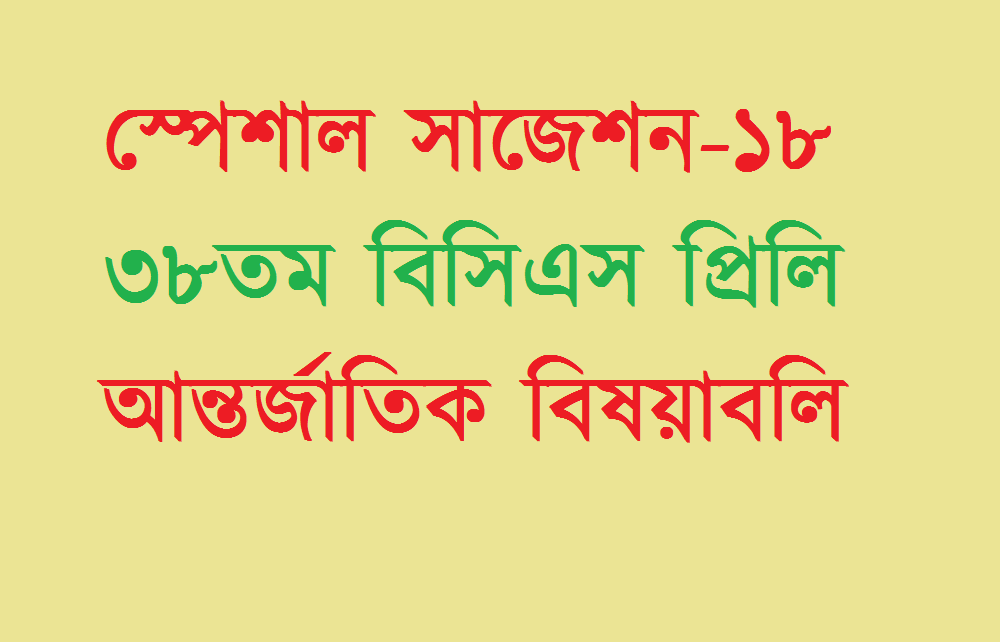 স্পেশাল সাজেশন-১৮
৩৮তম বিসিএস প্রিলি
আন্তর্জাতিক বিষয়াবলি